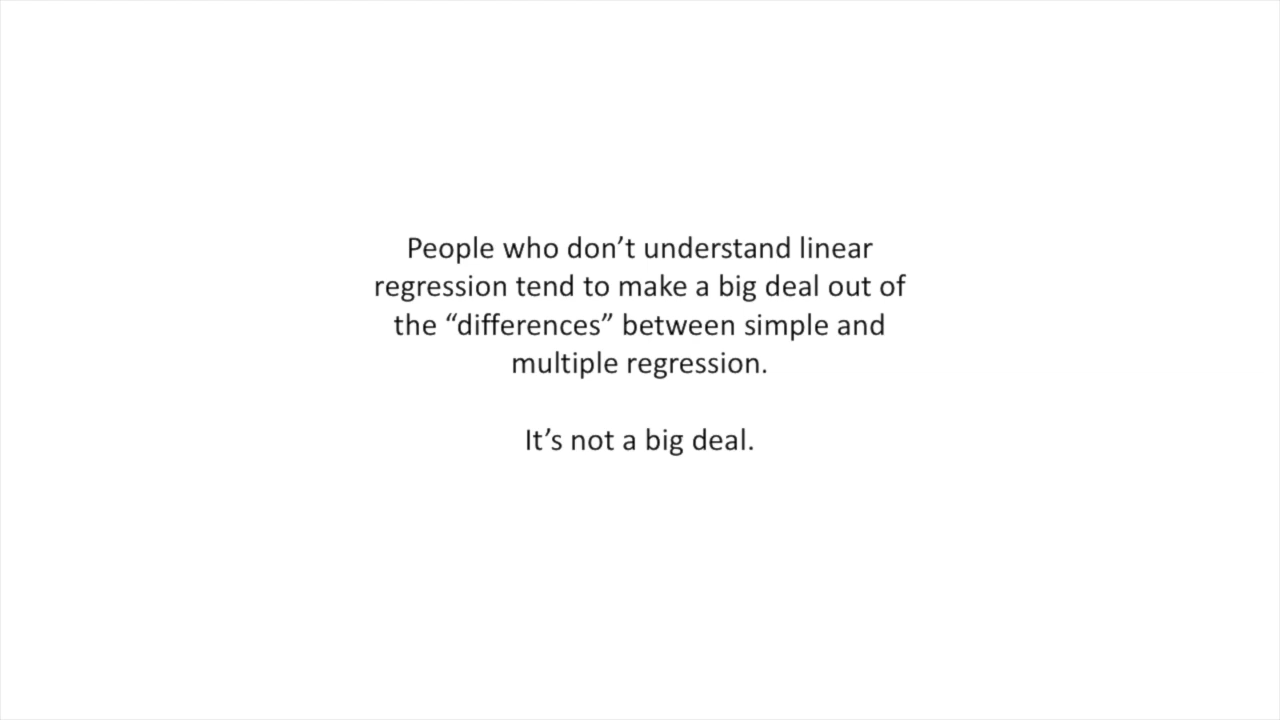 People who don’t understand linear
regression tend to make a big deal out of
the “differences” between simple and
multiple regression.
It’s not a big deal.